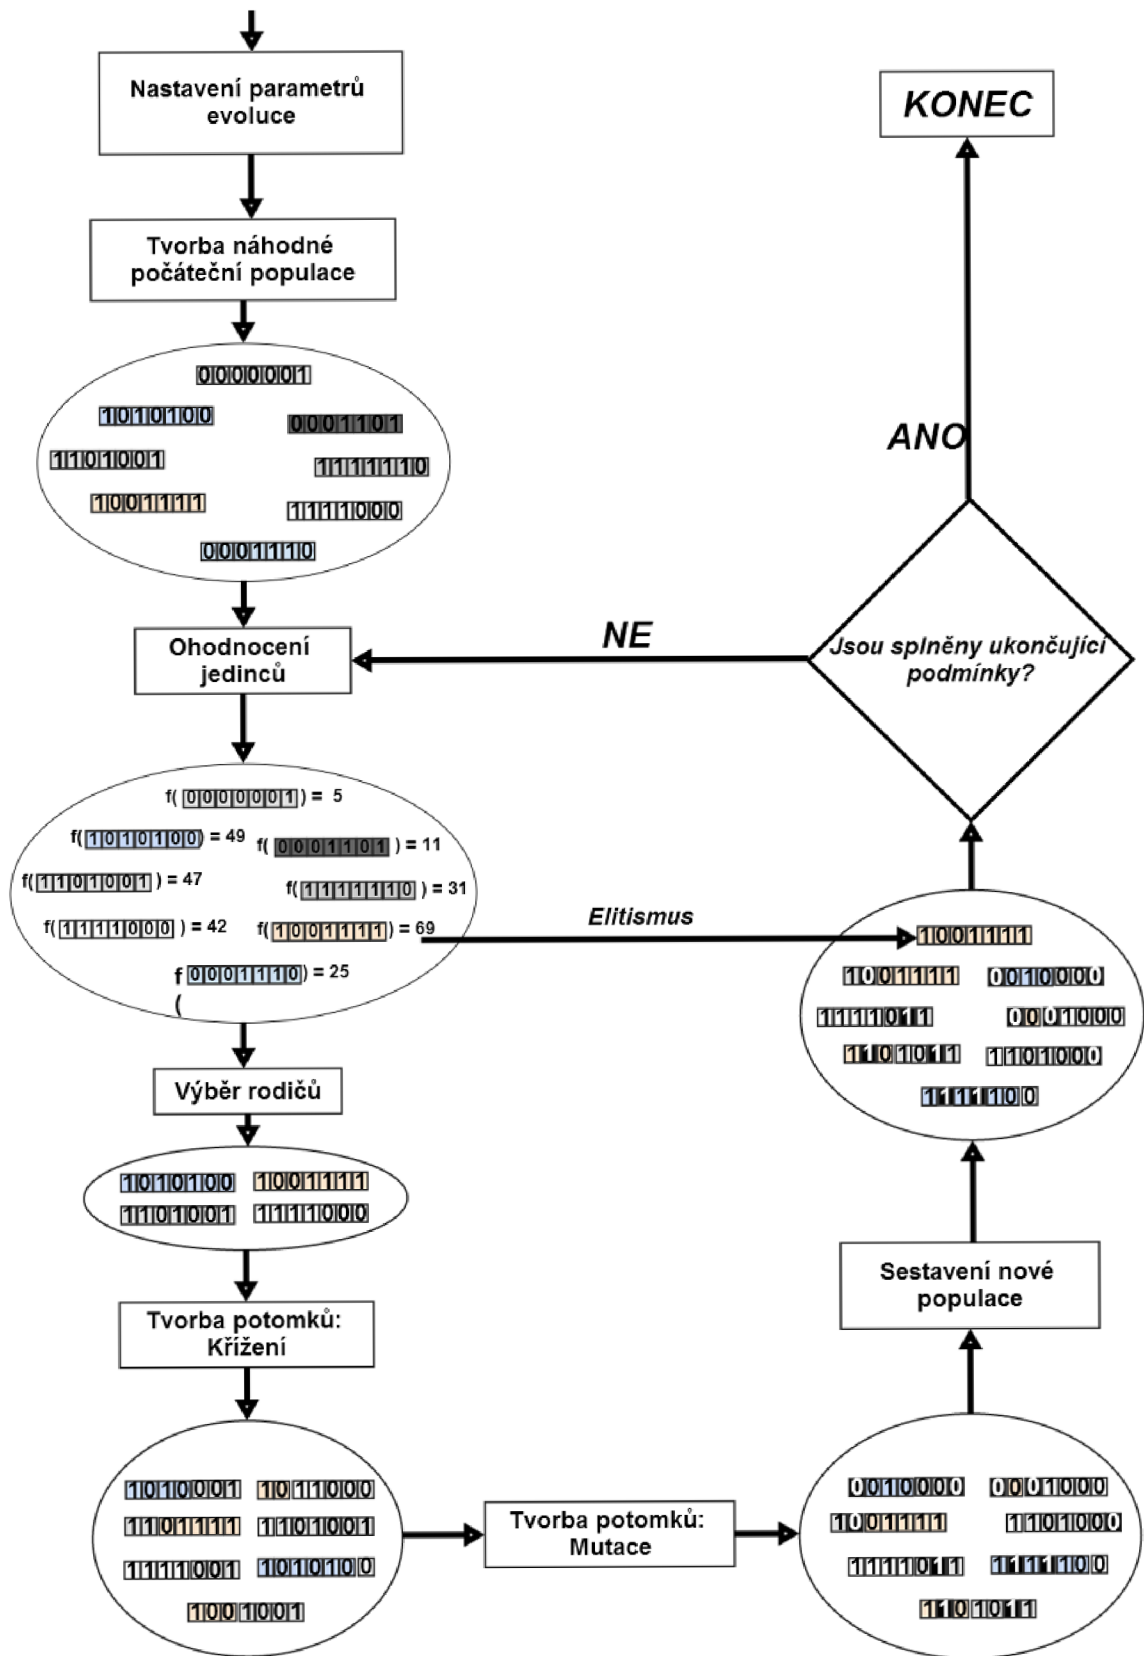 Nastavení parametrů
evoluce
Tvorba náhodné
počáteční populace
0000001
1010100
0001101
1101001
1111110
1001111
1111000
0001110
Ohodnocení
jedinců
f( 0000001 ) = 5
f( 1010100 ) = 49
f( 0001101 ) = 11
f( 1101001 ) = 47
f( 1111110 ) = 31
f( 1111000 ) = 42
f( 1001111 ) = 69
f 0001110 ) = 25
(
Výběr rodičů
1010100 1001111
1101001 1111000
Tvorba potomků:
Křížení
1010001 1011000
1101111 1101001
1111001 1010100
1001001
Tvorba potomků:
Mutace
0010000 0001000
1001111 1101000
1111011 1111100
1101011
Sestavení nové
populace
Elitismus
1001111
1001111 0010000
1111011 0001000
1101011 1101000
1111100
Jsou splněny ukončující
podmínky?
NE
ANO
KONEC